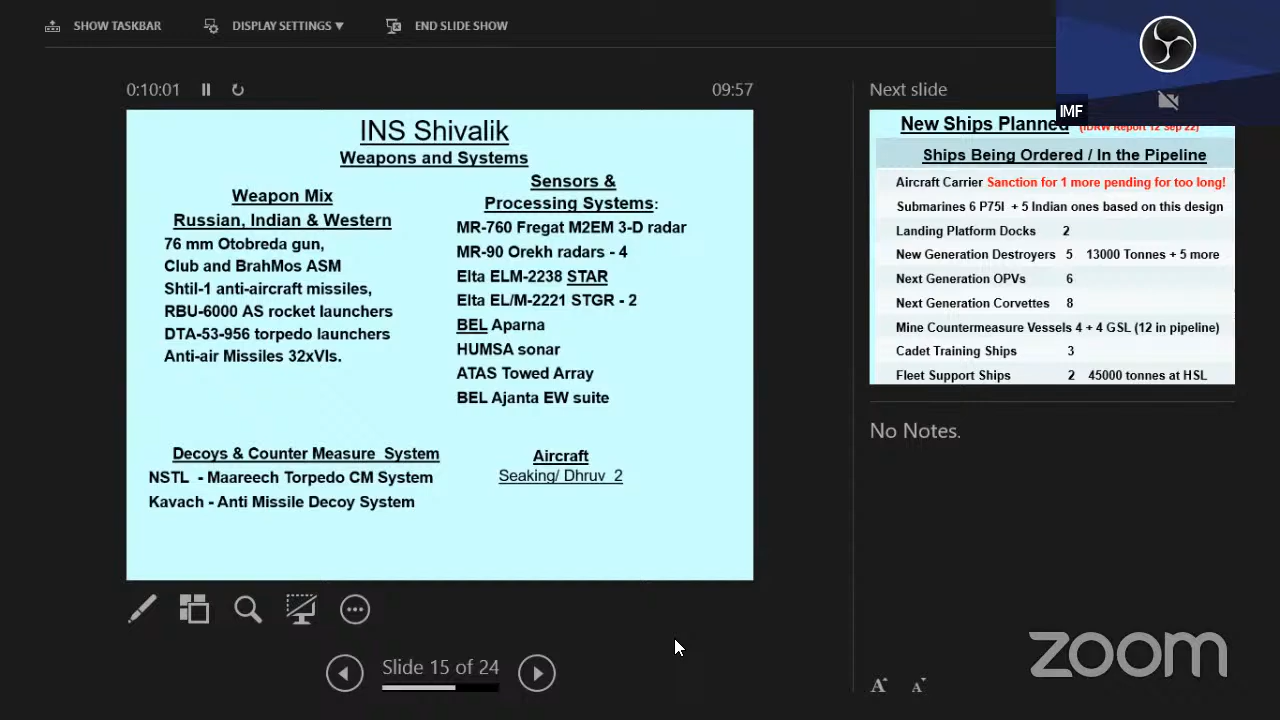 SHOW TASKBAR
DISPLAY SETTINGS ▼
END SLIDE SHOW
0:10:01
09:57
INS Shivalik
Weapons and Systems
Weapon Mix
Russian, Indian & Western
76 mm Otobreda gun,
Club and BrahMos ASM
Shtil-1 anti-aircraft missiles,
RBU-6000 AS rocket launchers
DTA-53-956 torpedo launchers
Anti-air Missiles 32xVIs.
Sensors &
Processing Systems:
MR-760 Fregat M2EM 3-D radar
MR-90 Orekh radars - 4
Elta ELM-2238 STAR
Elta EL/M-2221 STGR - 2
BEL Aparna
HUMSA sonar
ATAS Towed Array
BEL Ajanta EW suite
Decoys & Counter Measure System
NSTL - Maareech Torpedo CM System
Kavach - Anti Missile Decoy System
Aircraft
Seaking/ Dhruv 2
Slide 15 of 24
Next slide
IMF
New Ships Planned (IDRW Report 12 Sep 22)
Ships Being Ordered / In the Pipeline
Aircraft Carrier Sanction for 1 more pending for too long!
Submarines 6 P75I + 5 Indian ones based on this design
Landing Platform Docks 2
New Generation Destroyers 5 13000 Tonnes + 5 more
Next Generation OPVs 6
Next Generation Corvettes 8
Mine Countermeasure Vessels 4 + 4 GSL (12 in pipeline)
Cadet Training Ships 3
Fleet Support Ships 2 45000 tonnes at HSL
No Notes.
zoom
A A